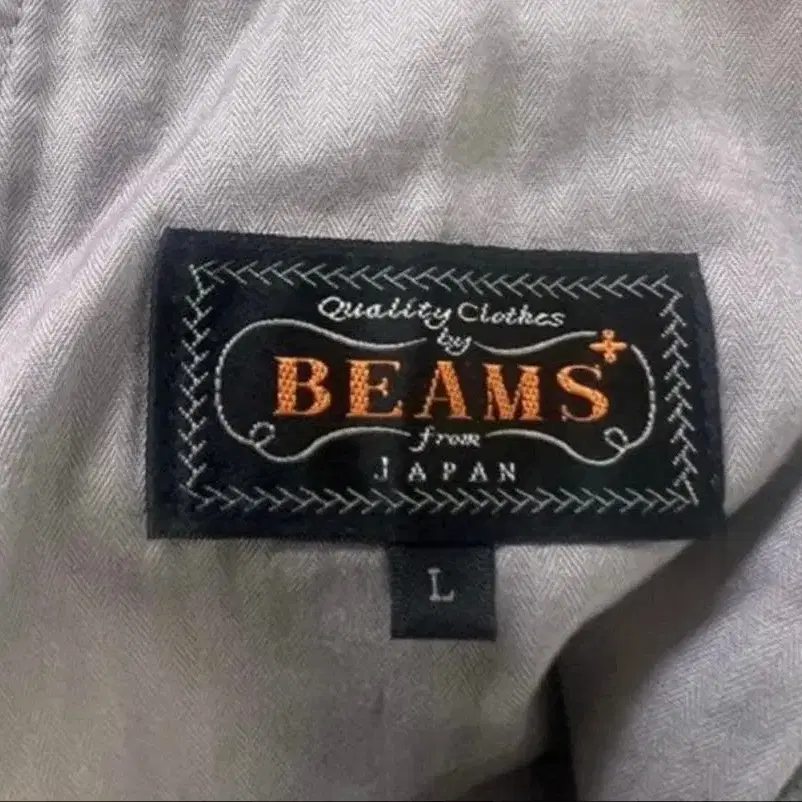 Quality Clothes
by
BEAMS+
from
JAPAN
L